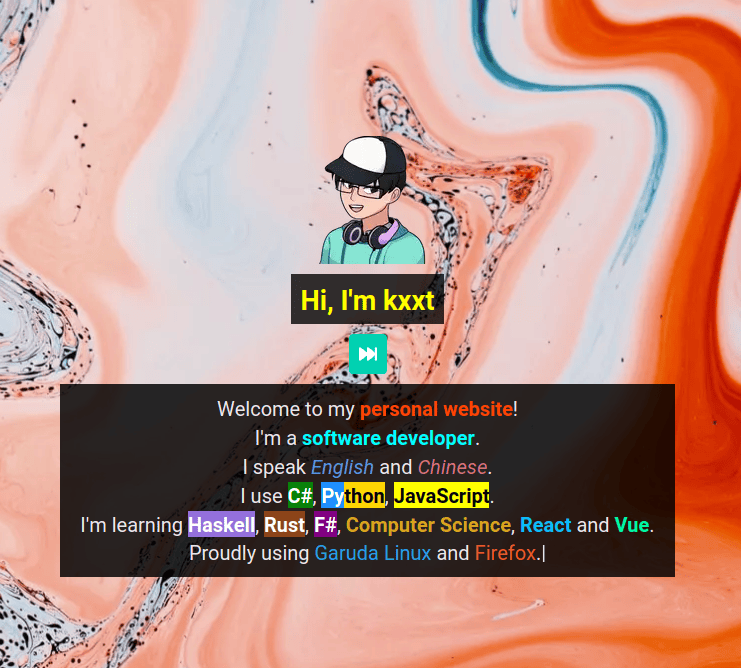 Hi, I'm kxxt
Welcome to my personal website!
I'm a software developer.
I speak English and Chinese.
I use C#, Python, JavaScript.
I'm learning Haskell, Rust, F#, Computer Science, React and Vue.
Proudly using Garuda Linux and Firefox.|